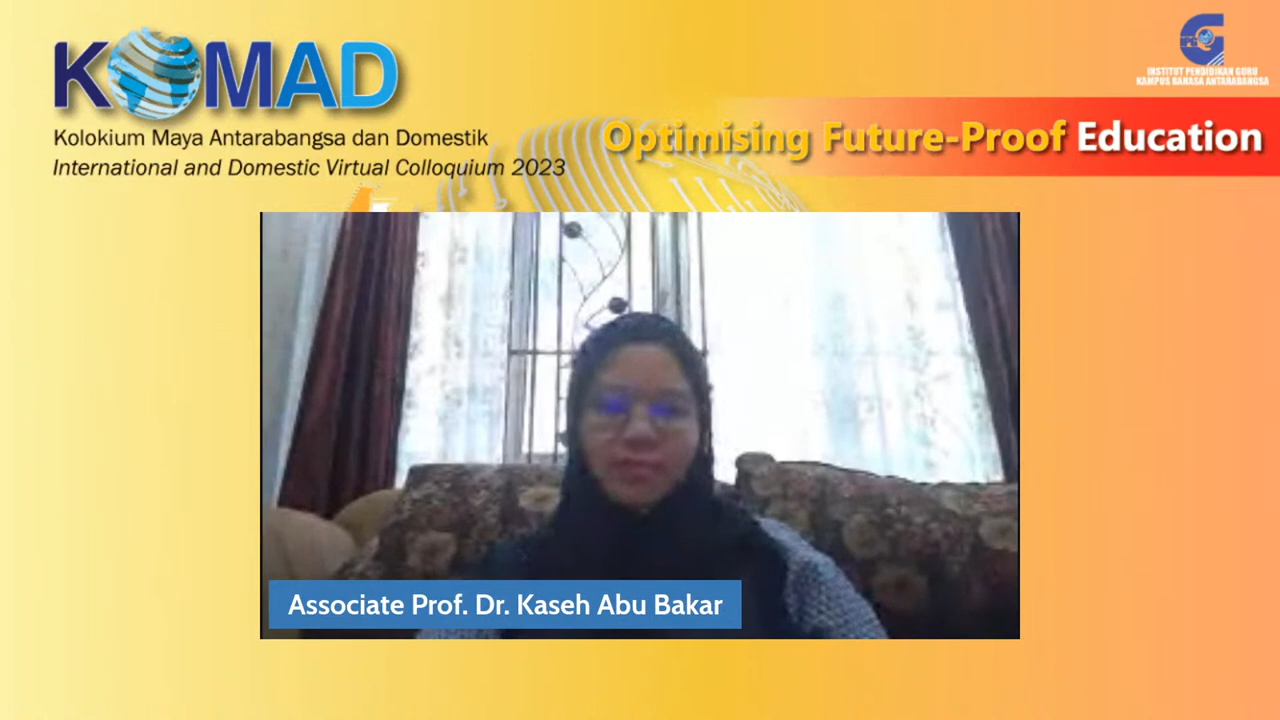 KOMAD
Kolokium Maya Antarabangsa dan Domestik
International and Domestic Virtual Colloquium 2023
INSTITUT PENDIDIKAN GURU
KAMPUS BAHASA ANTARABANGSA
Optimising Future-Proof Education
Associate Prof. Dr. Kaseh Abu Bakar